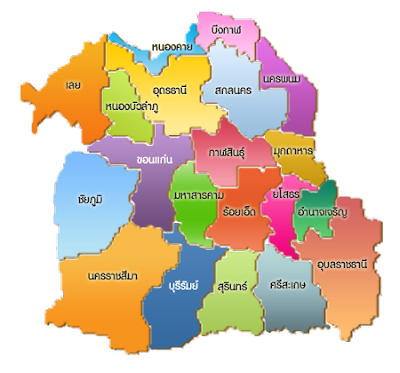 บึงกาฬ
หนองคาย
เลย
อุดรธานี
สกลนคร
นครพนม
หนองบัวลำภู
ขอนแก่น
กาฬสินธุ์
มุกดาหาร
ชัยภูมิ
มหาสารคาม
ร้อยเอ็ด
ยโสธร
อำนาจเจริญ
นครราชสีมา
บุรีรัมย์
สุรินทร์
ศรีสะเกษ
อุบลราชธานี